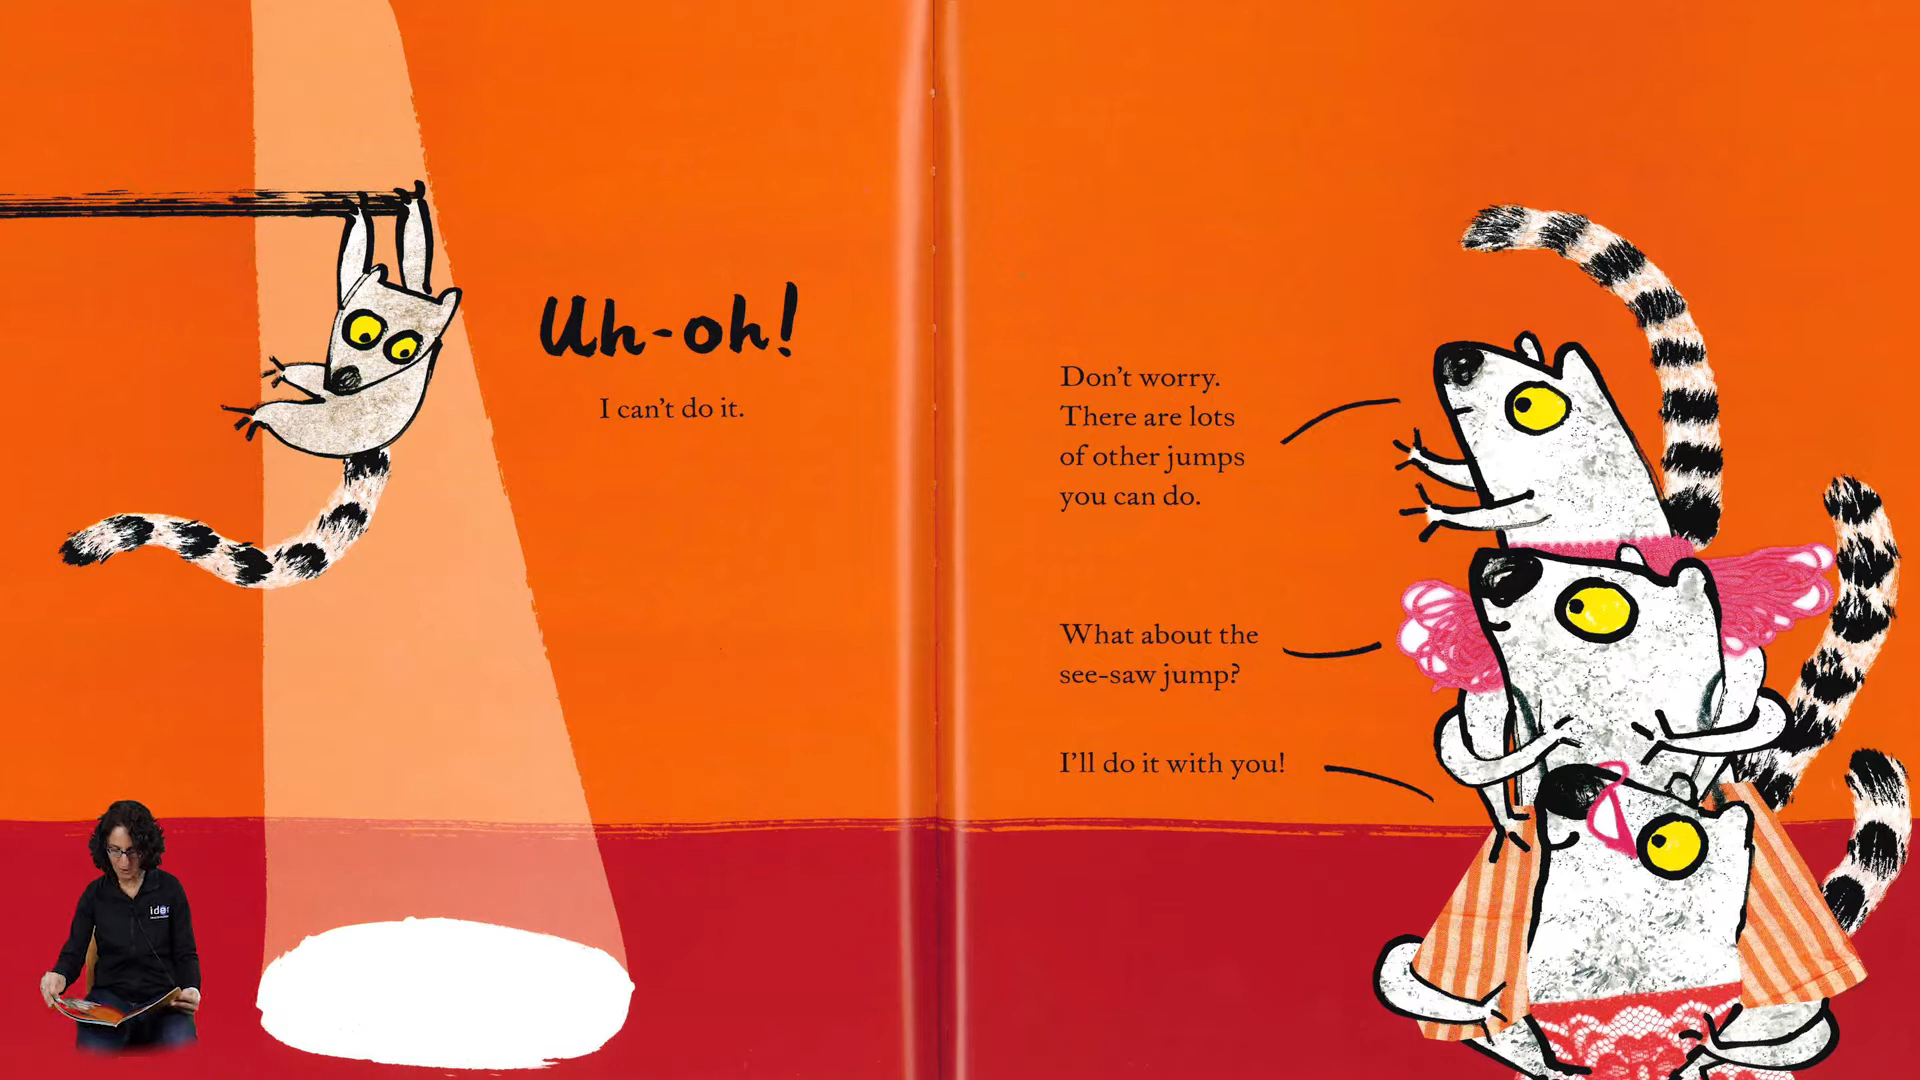 Uh-oh!
I can't do it.
Don't worry.
There are lots
of other jumps
you can do.
What about the
see-saw jump?
I'll do it with you!